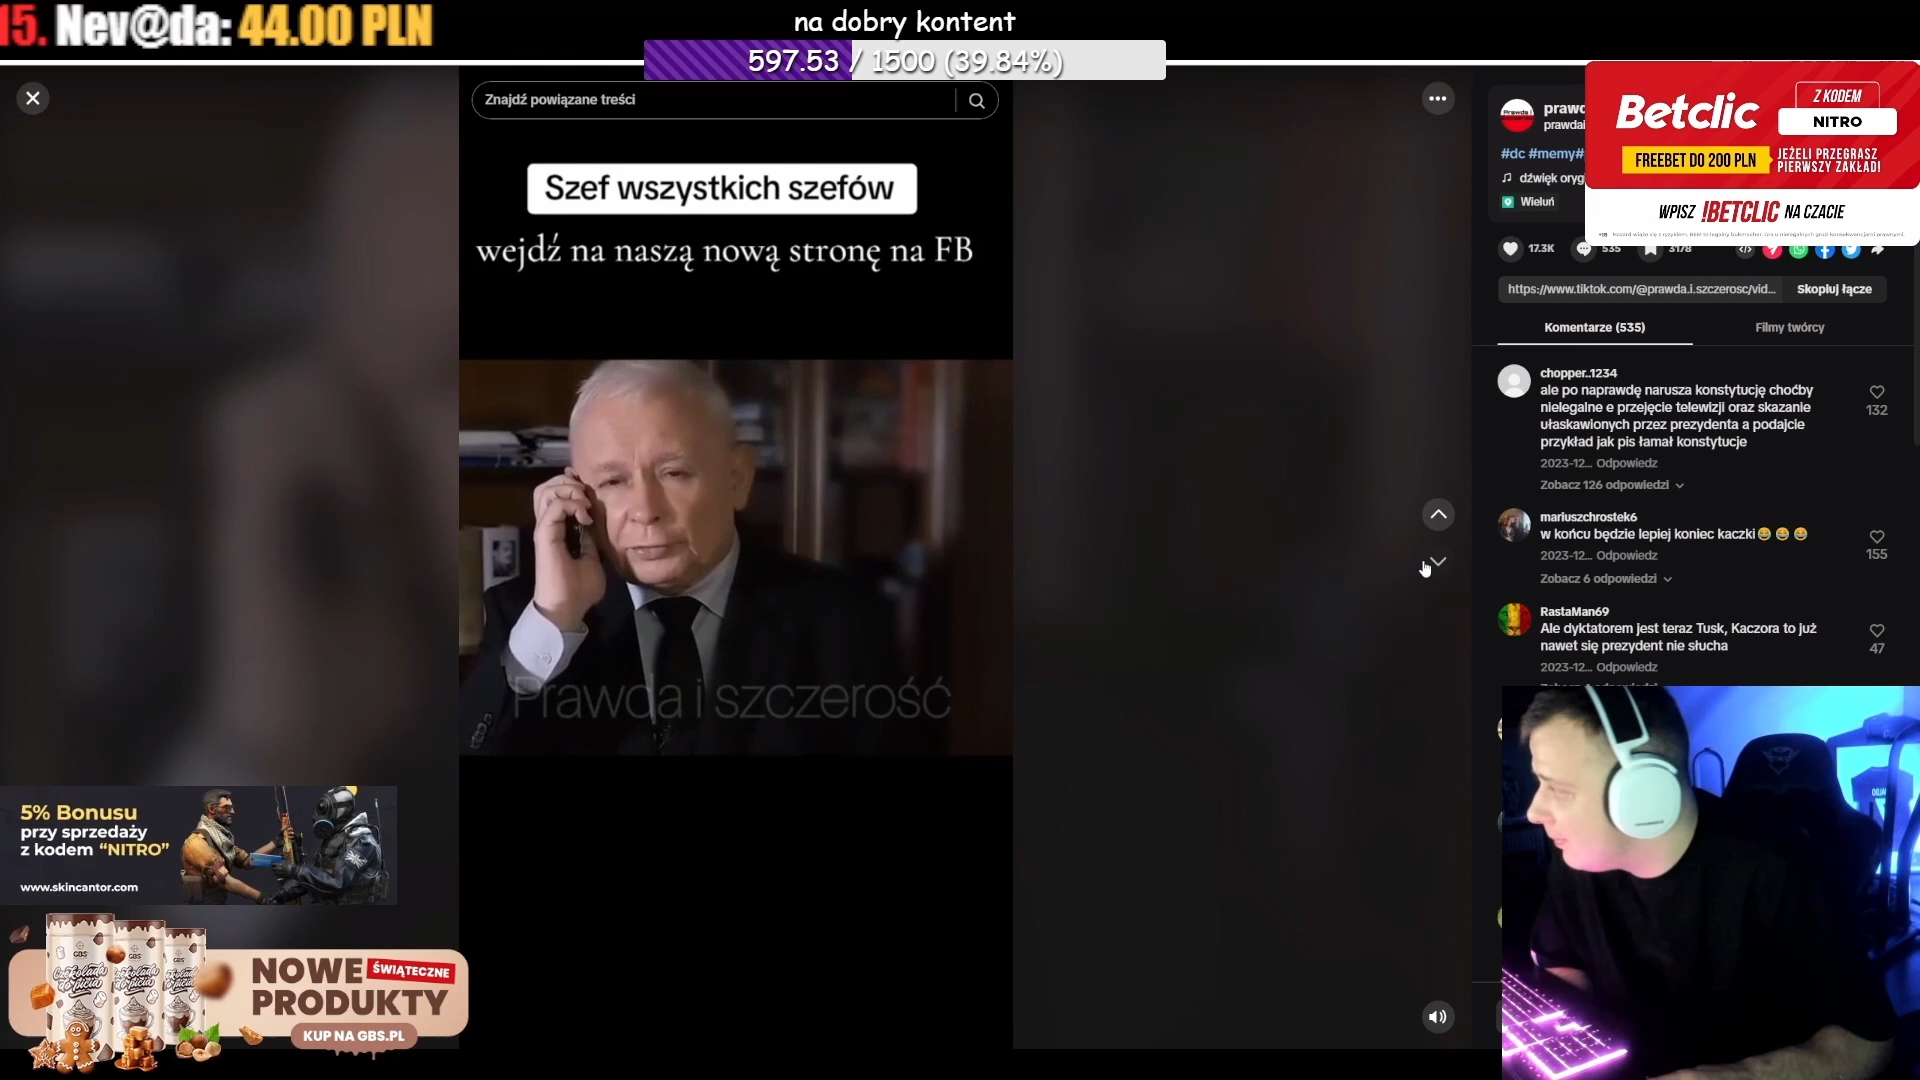 15. Nev@da: 44.00 PLN
na dobry kontent
597.53 / 1500 (39.84%)
Znajdź powiązane treści
Szef wszystkich szefów
wejdź na naszą nową stronę na FB
Prawda i szczerość
5% Bonusu
przy sprzedaży
z kodem "NITRO"
www.skincantor.com
GBS
Czekolada
do picia
NOWE ŚWIĄTECZNE
PRODUKTY
KUP NA GBS.PL
Betclic
Z KODEM
NITRO
FREEBET DO 200 PLN
JEŻELI PRZEGRASZ
PIERWSZY ZAKŁAD!
WPISZ !BETCLIC NA CZACIE
#dc #memy#
Wieluń
17.3K
535
3178
https://www.tiktok.com/@prawda.i.szczerosc/vid...
Skopiuj łącze
Komentarze (535)
Filmy twórcy
chopper..1234
ale po naprawdę narusza konstytucję choćby
nielegalne e przejęcie telewizji oraz skazanie
ułaskawionych przez prezydenta a podajcie
przykład jak pis łamał konstytucje
132
2023-12... Odpowiedz
Zobacz 126 odpowiedzi
mariuszchrostek6
w końcu będzie lepiej koniec kaczki😂😂😂
155
2023-12... Odpowiedz
Zobacz 6 odpowiedzi
RastaMan69
Ale dyktatorem jest teraz Tusk, Kaczora to już
nawet się prezydent nie słucha
47
2023-12... Odpowiedz